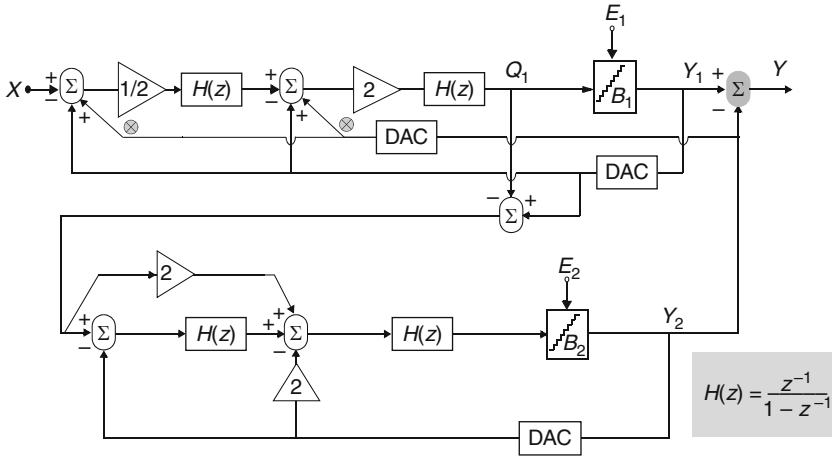 E₁
X + − Σ + 1/2 H(z) + − Σ + 2 H(z) Q₁ B₁ Y₁ + − Σ Y
DAC
DAC
− Σ +
2
E₂
+ − Σ H(z) + + − Σ H(z) B₂ Y₂
2
H(z) = z⁻¹ / 1 − z⁻¹
DAC